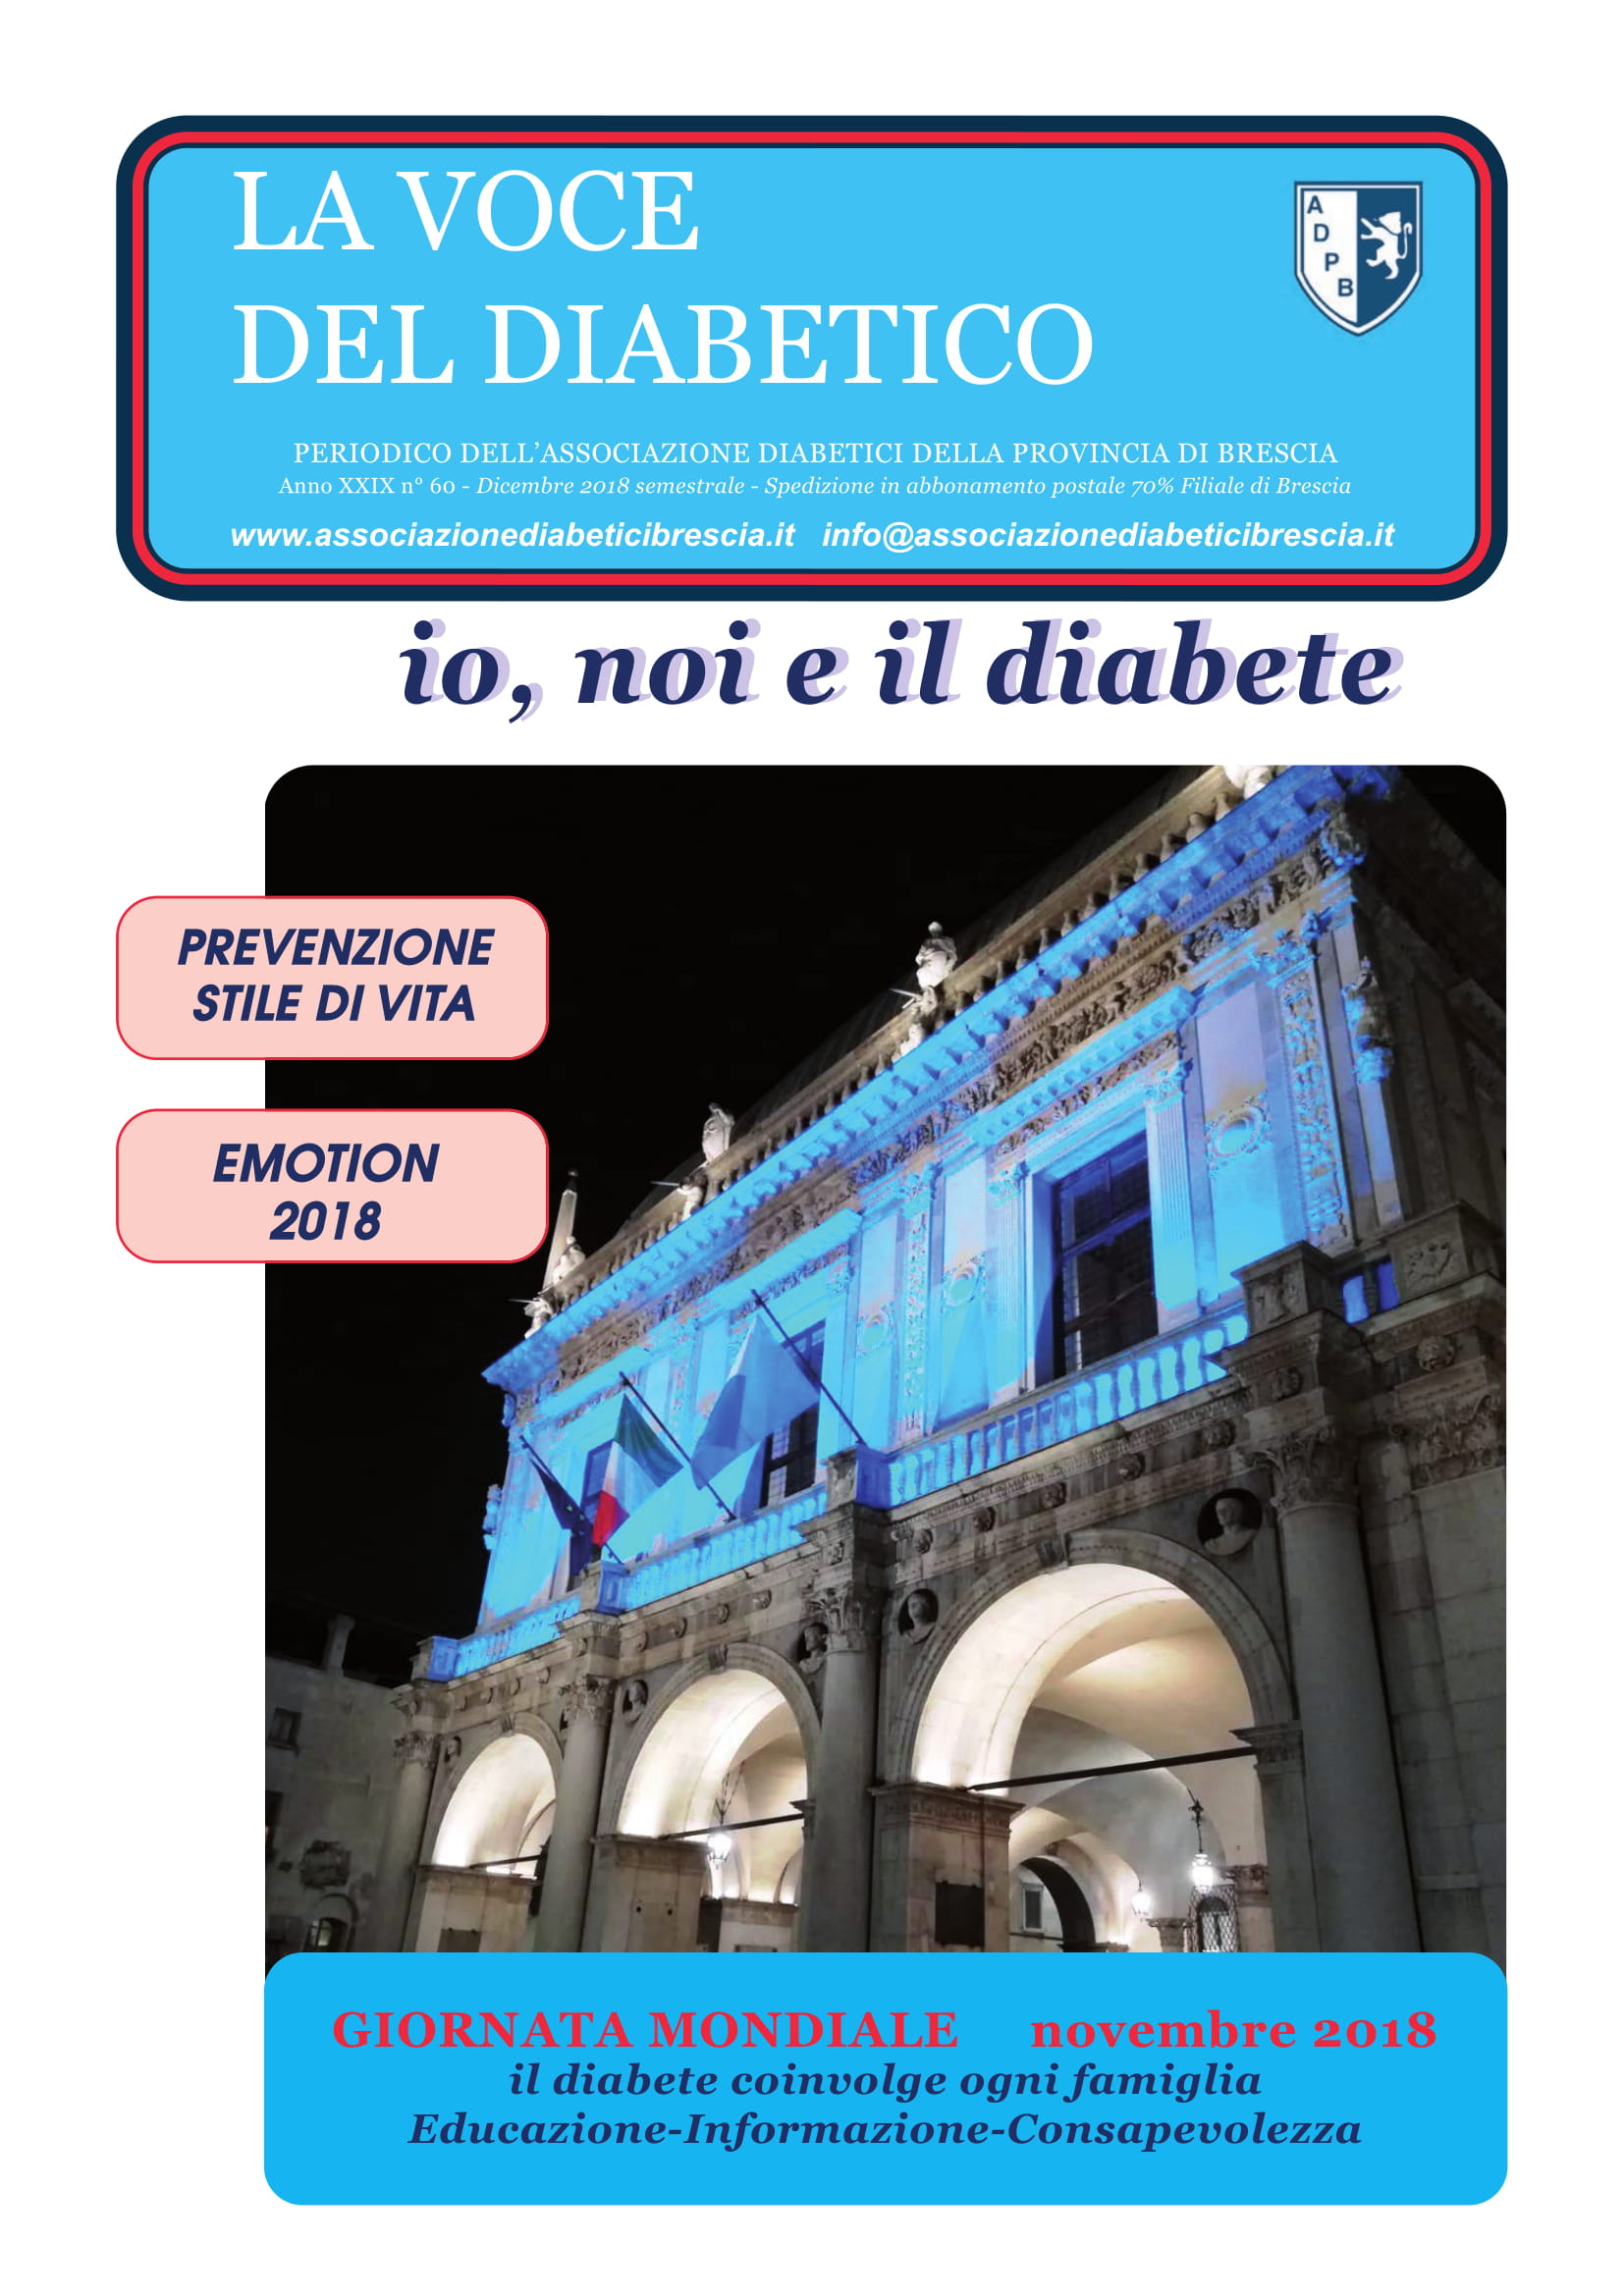 LA VOCE
DEL DIABETICO
A
D
P
B
PERIODICO DELL'ASSOCIAZIONE DIABETICI DELLA PROVINCIA DI BRESCIA
Anno XXIX n° 60 - Dicembre 2018 semestrale - Spedizione in abbonamento postale 70% Filiale di Brescia
www.associazionediabeticibrescia.it info@associazionediabeticibrescia.it
io, noi e il diabete
PREVENZIONE
STILE DI VITA
EMOTION
2018
GIORNATA MONDIALE novembre 2018
il diabete coinvolge ogni famiglia
Educazione-Informazione-Consapevolezza